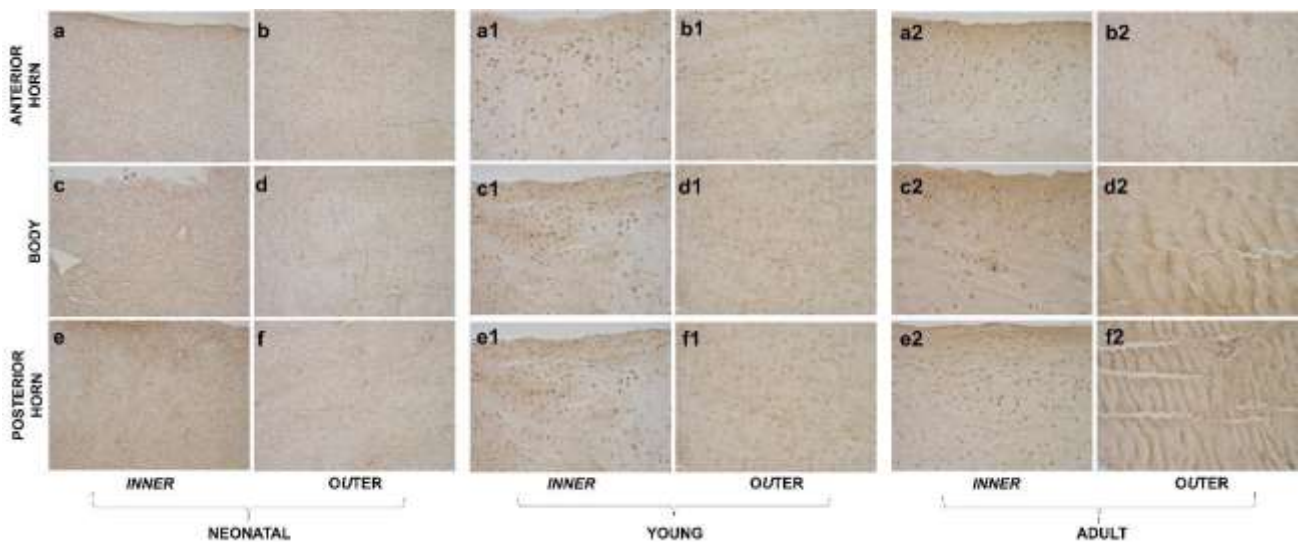 ANTERIOR HORN
a b a1 b1 a2 b2
BODY
c d c1 d1 c2 d2
POSTERIOR HORN
e f e1 f1 e2 f2
INNER OUTER INNER OUTER INNER OUTER
NEONATAL YOUNG ADULT